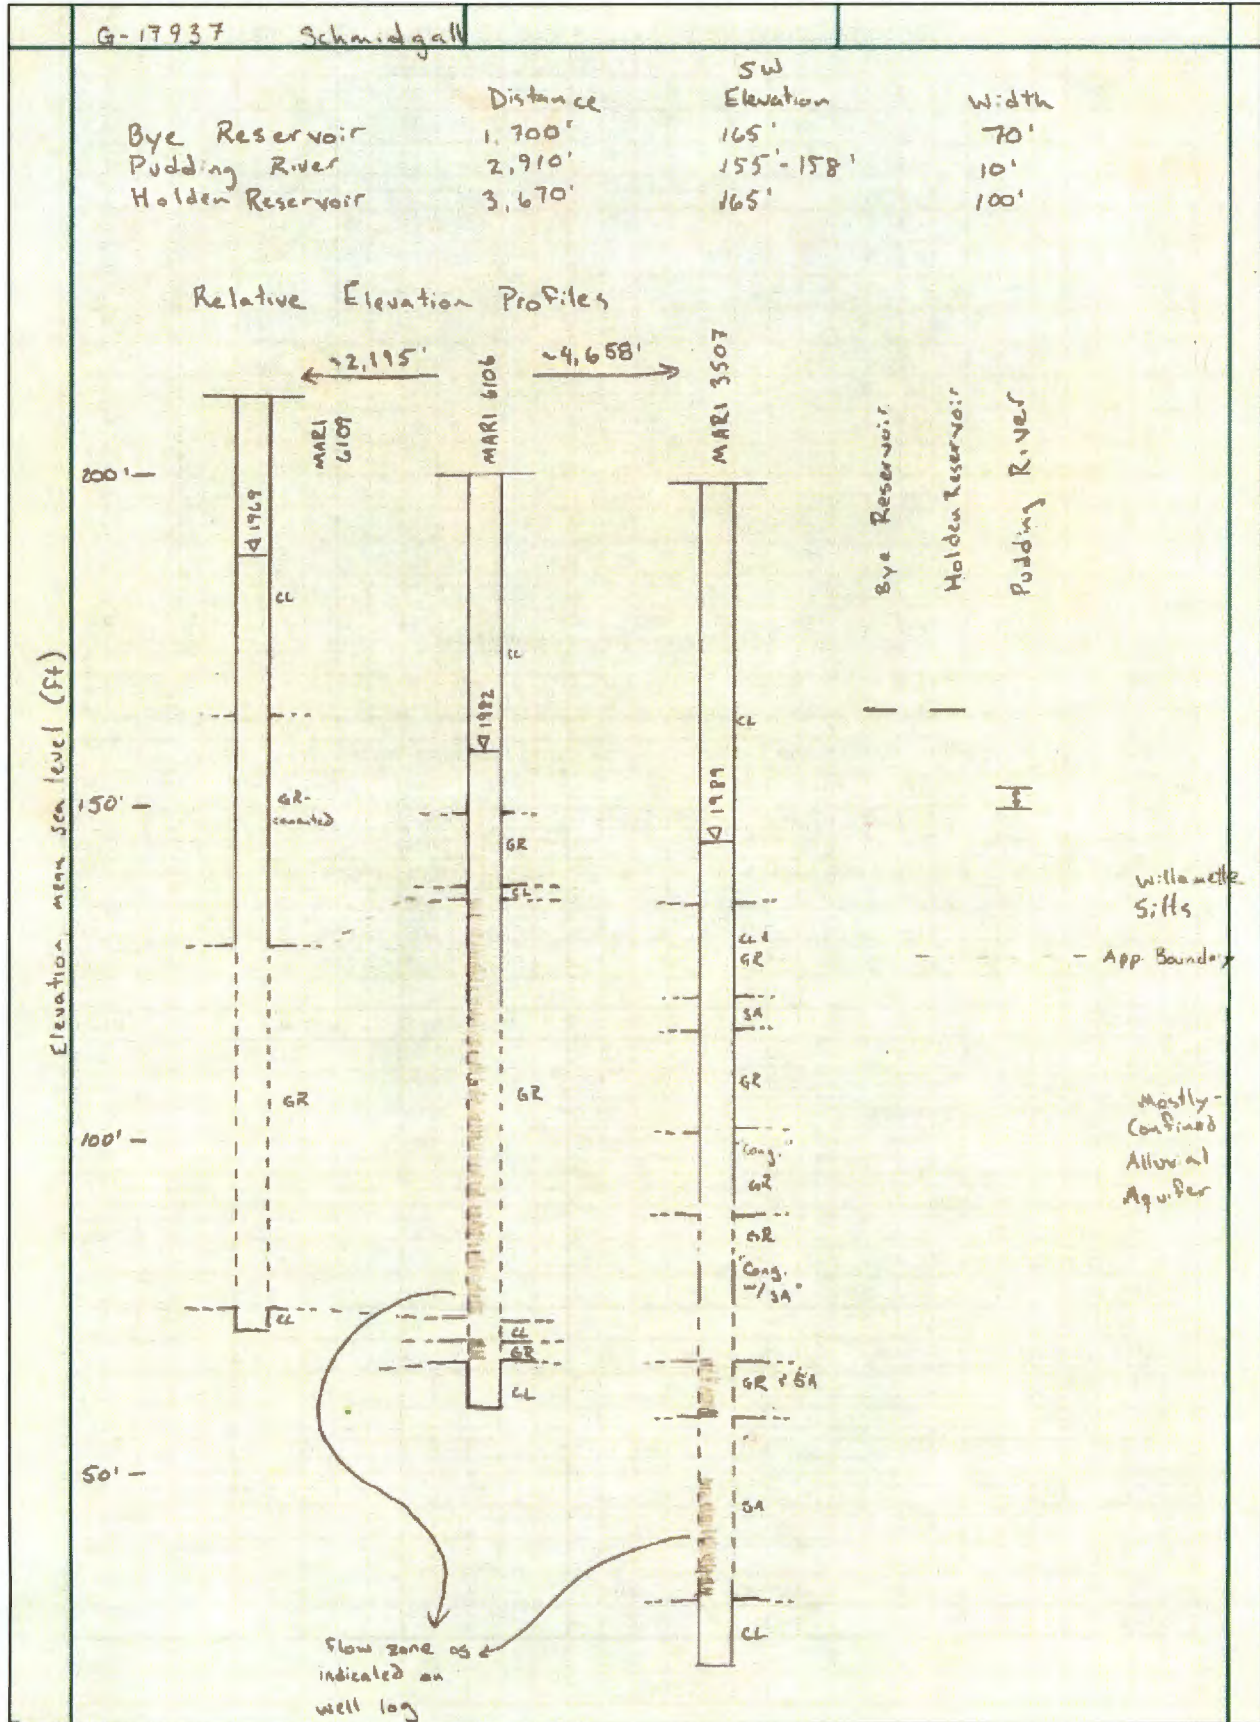 G-17937 Schmidgall
SW
Distance Elevation Width
Bye Reservoir 1,700' 165' 70'
Pudding River 2,910' 155'-158' 10'
Holden Reservoir 3,670' 165' 100'
Relative Elevation Profiles
~2,195' ~4,658'
MARI 6109
MARI 6106
MARI 3507
Bye Reservoir
Holden Reservoir
Pudding River
Elevation, mean sea level (ft)
200'
150'
100'
50'
1969
CL
GR-
cemented
GR
CL
1982
GR
SL
GR
CL
GR
CL
CL
1989
CL &
GR
SA
GR
"Cong."
GR
GR
"Cong.
w/ SA"
GR & SA
SA
CL
Willamette
Silts
App. Boundary
Mostly-
Confined
Alluvial
Aquifer
Flow zone as
indicated on
well log